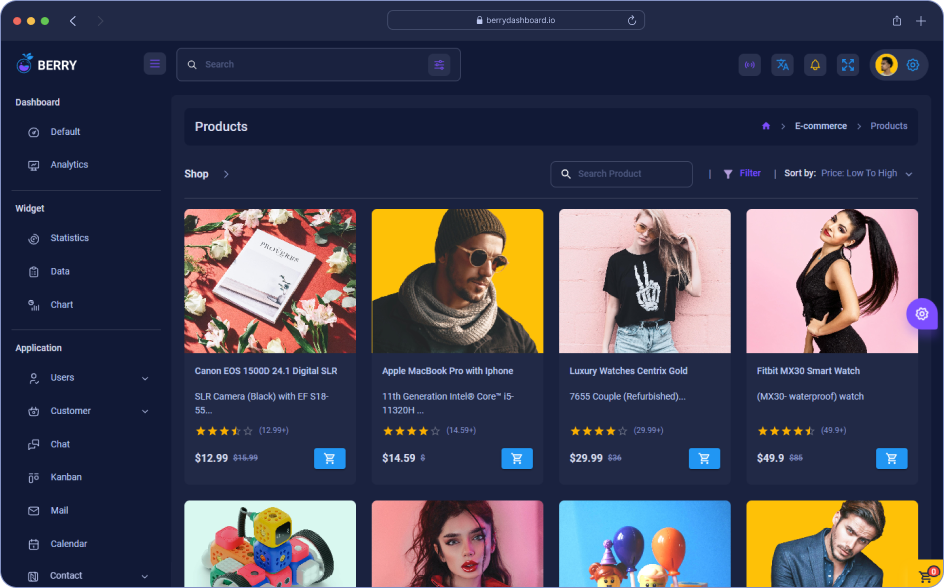 berrydashboard.io
BERRY
Search
Dashboard
Default
Analytics
Widget
Statistics
Data
Chart
Application
Users
Customer
Chat
Kanban
Mail
Calendar
Contact
Products
E-commerce
Products
Shop
Search Product
Filter
Sort by: Price: Low To High
PROVERBS
Canon EOS 1500D 24.1 Digital SLR
SLR Camera (Black) with EF S18-
55...
(12.99+)
$12.99 $15.99
Apple MacBook Pro with Iphone
11th Generation Intel® Core™ i5-
11320H ...
(14.59+)
$14.59 $
Luxury Watches Centrix Gold
7655 Couple (Refurbished)...
(29.99+)
$29.99 $36
Fitbit MX30 Smart Watch
(MX30- waterproof) watch
(49.9+)
$49.9 $85
0